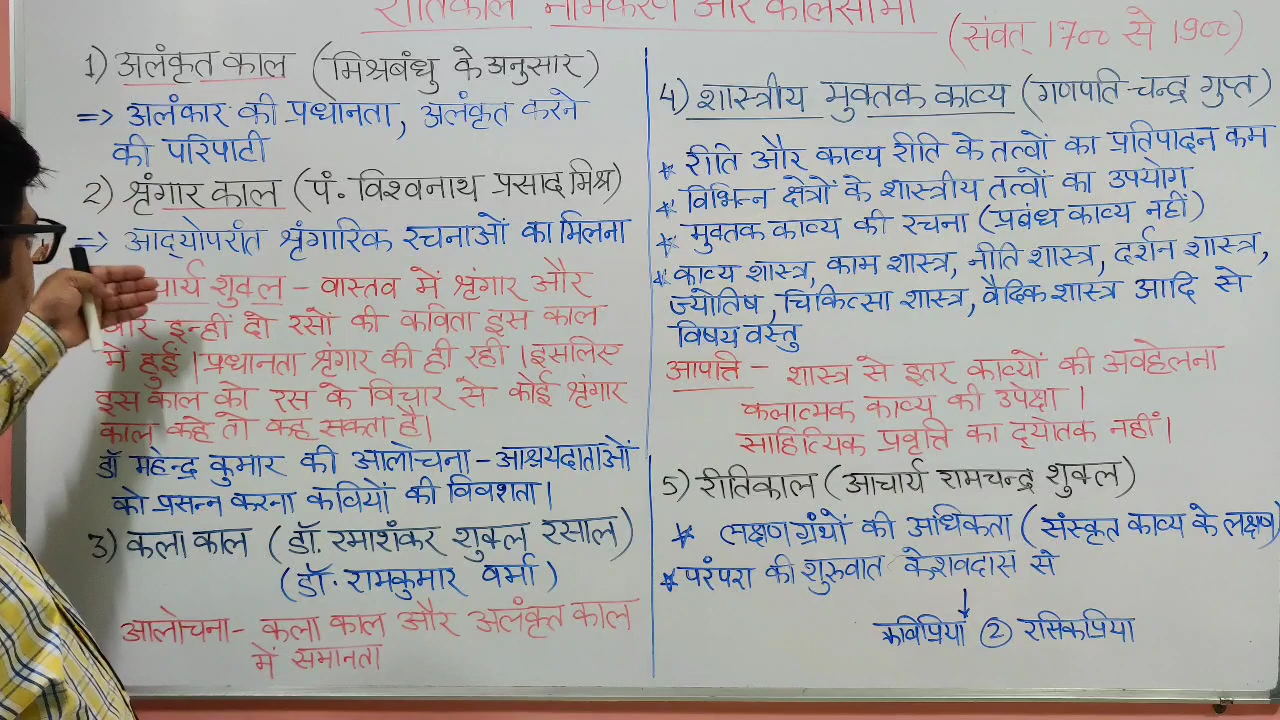 रीतिकाल नामकरण और कालसीमा
(संवत् 1700 से 1900)
1) अलंकृत काल (मिश्रबंधु के अनुसार)
=> अलंकार की प्रधानता, अलंकृत करने
की परिपाटी
2) श्रृंगार काल (पं. विश्वनाथ प्रसाद मिश्र)
=> आद्योपरांत श्रृंगारिक रचनाओं का मिलना
चार्य शुक्ल - वास्तव में श्रृंगार और
इन्हीं दो रसों की कविता इस काल
में हुई। प्रधानता श्रृंगार की ही रही। इसलिए
इस काल को रस के विचार से कोई श्रृंगार
काल कहे तो कह सकता है।
डॉ महेन्द्र कुमार की आलोचना - आश्रयदाताओं
को प्रसन्न करना कवियों की विवशता।
3) कला काल (डॉ. रमाशंकर शुक्ल रसाल)
(डॉ. रामकुमार वर्मा)
आलोचना - कला काल और अलंकृत काल
में समानता
4) शास्त्रीय मुक्तक काव्य (गणपति चन्द्र गुप्त)
* रीति और काव्य रीति के तत्वों का प्रतिपादन कम
* विभिन्न क्षेत्रों के शास्त्रीय तत्वों का उपयोग
* मुक्तक काव्य की रचना (प्रबंध काव्य नहीं)
* काव्य शास्त्र, काम शास्त्र, नीति शास्त्र, दर्शन शास्त्र,
ज्योतिष, चिकित्सा शास्त्र, वैदिक शास्त्र आदि से
विषय वस्तु
आपत्ति - शास्त्र से इतर काव्यों की अवहेलना
कलात्मक काव्य की उपेक्षा।
साहित्यिक प्रवृत्ति का द्योतक नहीं।
5) रीतिकाल (आचार्य रामचन्द्र शुक्ल)
* लक्षण ग्रंथों की अधिकता (संस्कृत काव्य के लक्षण)
* परंपरा की शुरुवात केशवदास से
कविप्रिया ② रसिकप्रिया